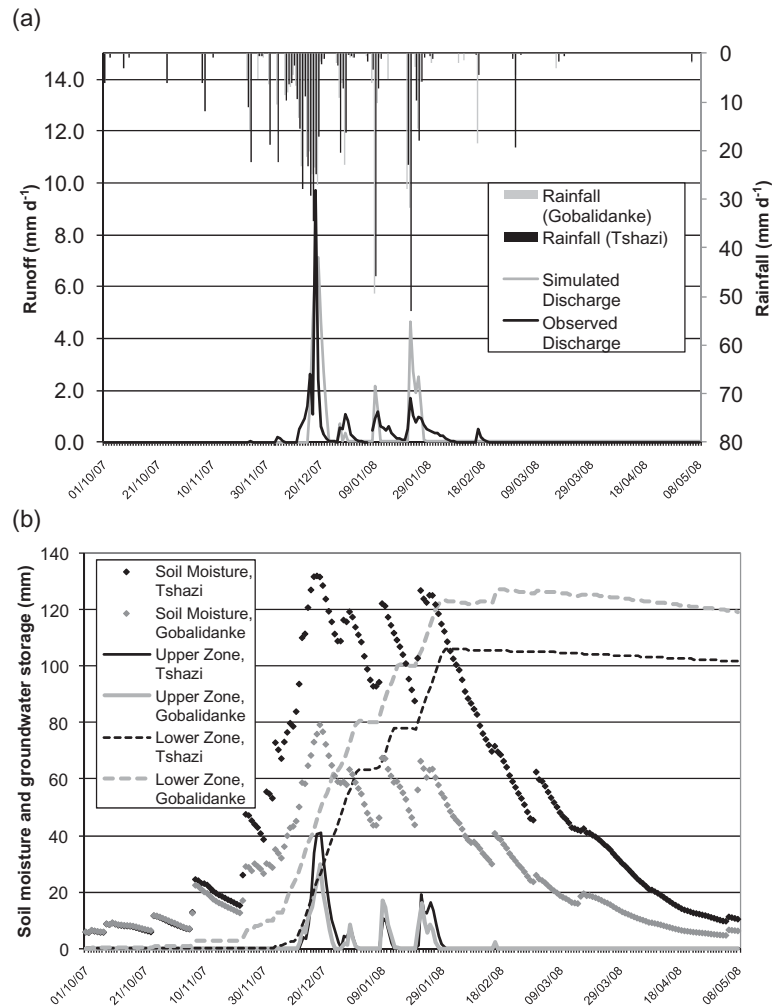 (a)
14.0
12.0
10.0
8.0
6.0
4.0
2.0
0.0
Runoff (mm d-1)
0
10
20
30
40
50
60
70
80
Rainfall (mm d-1)
Rainfall
(Gobalidanke)
Rainfall (Tshazi)
Simulated
Discharge
Observed
Discharge
01/10/07
21/10/07
10/11/07
30/11/07
20/12/07
09/01/08
29/01/08
18/02/08
09/03/08
29/03/08
18/04/08
08/05/08
(b)
140
120
100
80
60
40
20
0
Soil moisture and groundwater storage (mm)
Soil Moisture,
Tshazi
Soil Moisture,
Gobalidanke
Upper Zone,
Tshazi
Upper Zone,
Gobalidanke
Lower Zone,
Tshazi
Lower Zone,
Gobalidanke
01/10/07
21/10/07
10/11/07
30/11/07
20/12/07
09/01/08
29/01/08
18/02/08
09/03/08
29/03/08
18/04/08
08/05/08